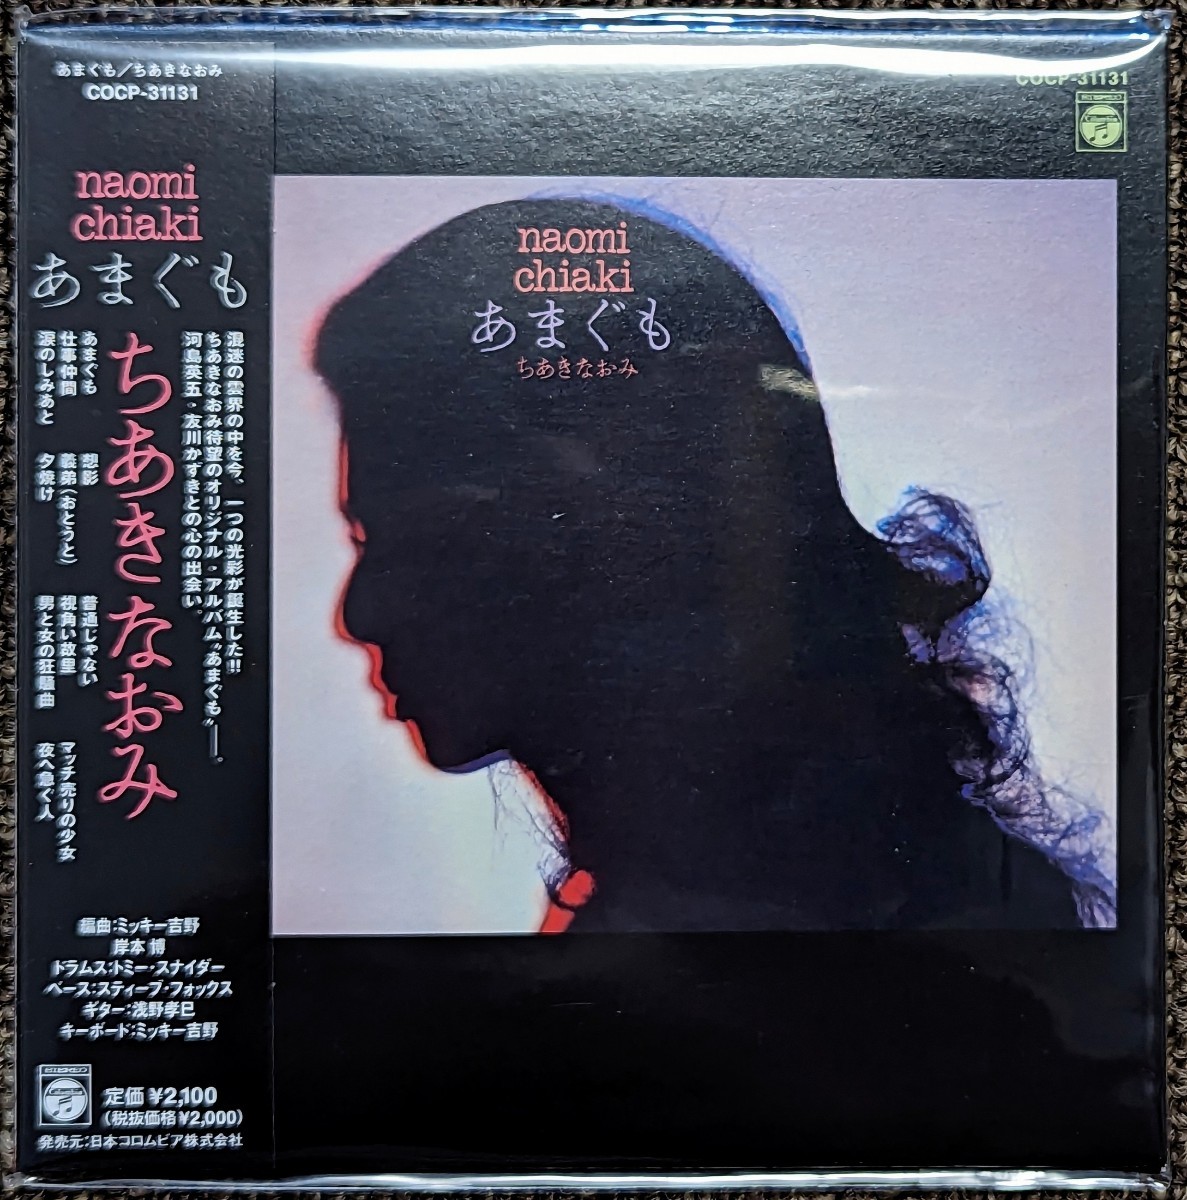 あまぐも/ちあきなおみ
COCP-31131
naomi
chiaki
あまぐも
ちあきなおみ
混迷の霊界の中を今、一つの光彩が誕生した!!
ちあきなおみ待望のオリジナル・アルバム“あまぐも”──。
河島英五・友川かずきとの心の出会い。
あまぐも
仕事仲間
涙のしみあと
想影
義弟(おとうと)
夕焼け
普通じゃない
視角い故里
男と女の狂騒曲
マッチ売りの少女
夜へ急ぐ人
編曲:ミッキー吉野
岸本 博
ドラムス:トミー・スナイダー
ベース:スティーブ・フォックス
ギター:浅野孝已
キーボード:ミッキー吉野
Columbia
定価 ¥2,100
(税抜価格 ¥2,000)
発売元:日本コロムビア株式会社
COCP-31131
Columbia
naomi
chiaki
あまぐも
ちあきなおみ